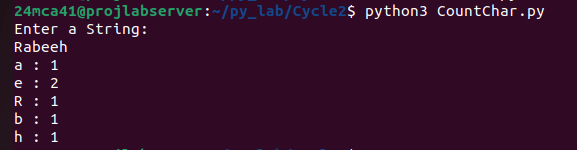 24mca41@projlabserver:~/py_lab/Cycle2$ python3 CountChar.py
Enter a String:
Rabeeh
a : 1
e : 2
R : 1
b : 1
h : 1